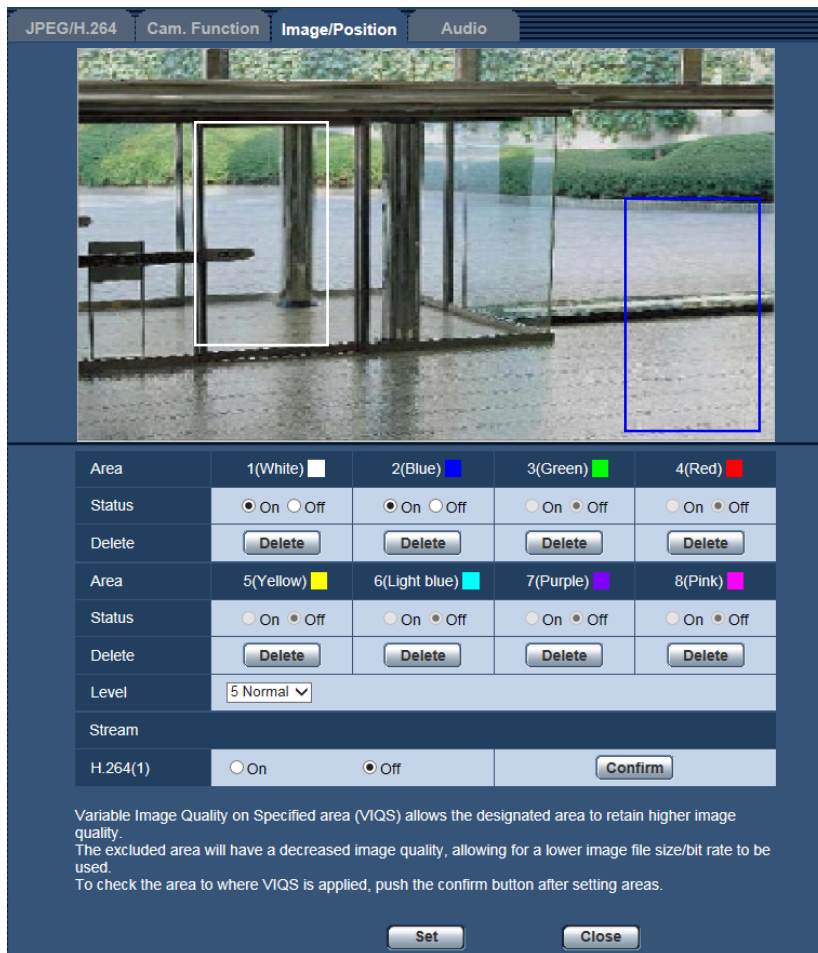 JPEG/H.264 Cam. Function Image/Position Audio
Area 1(White) 2(Blue) 3(Green) 4(Red)
Status On Off On Off On Off On Off
Delete Delete Delete Delete Delete
Area 5(Yellow) 6(Light blue) 7(Purple) 8(Pink)
Status On Off On Off On Off On Off
Delete Delete Delete Delete Delete
Level 5 Normal
Stream
H.264(1) On Off Confirm
Variable Image Quality on Specified area (VIQS) allows the designated area to retain higher image
quality.
The excluded area will have a decreased image quality, allowing for a lower image file size/bit rate to be
used.
To check the area to where VIQS is applied, push the confirm button after setting areas.
Set Close